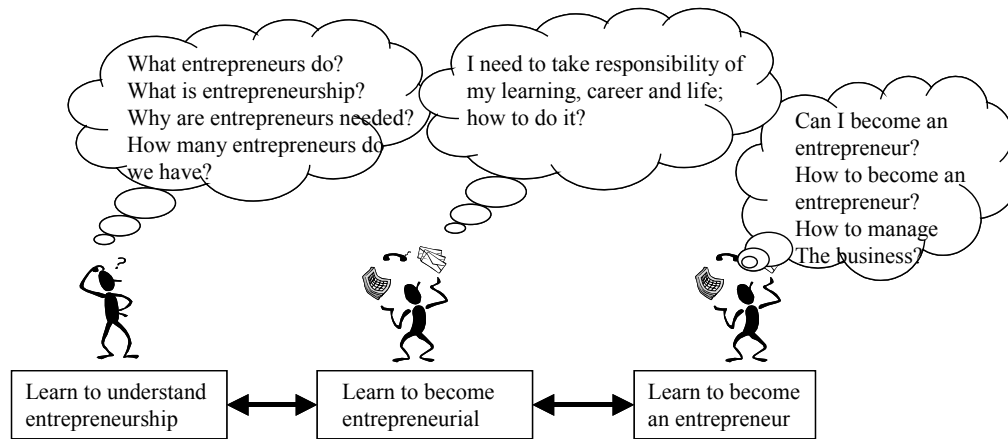 What entrepreneurs do?
What is entrepreneurship?
Why are entrepreneurs needed?
How many entrepreneurs do
we have?
I need to take responsibility of
my learning, career and life;
how to do it?
Can I become an
entrepreneur?
How to become an
entrepreneur?
How to manage
The business?
?
Learn to understand
entrepreneurship
Learn to become
entrepreneurial
Learn to become
an entrepreneur